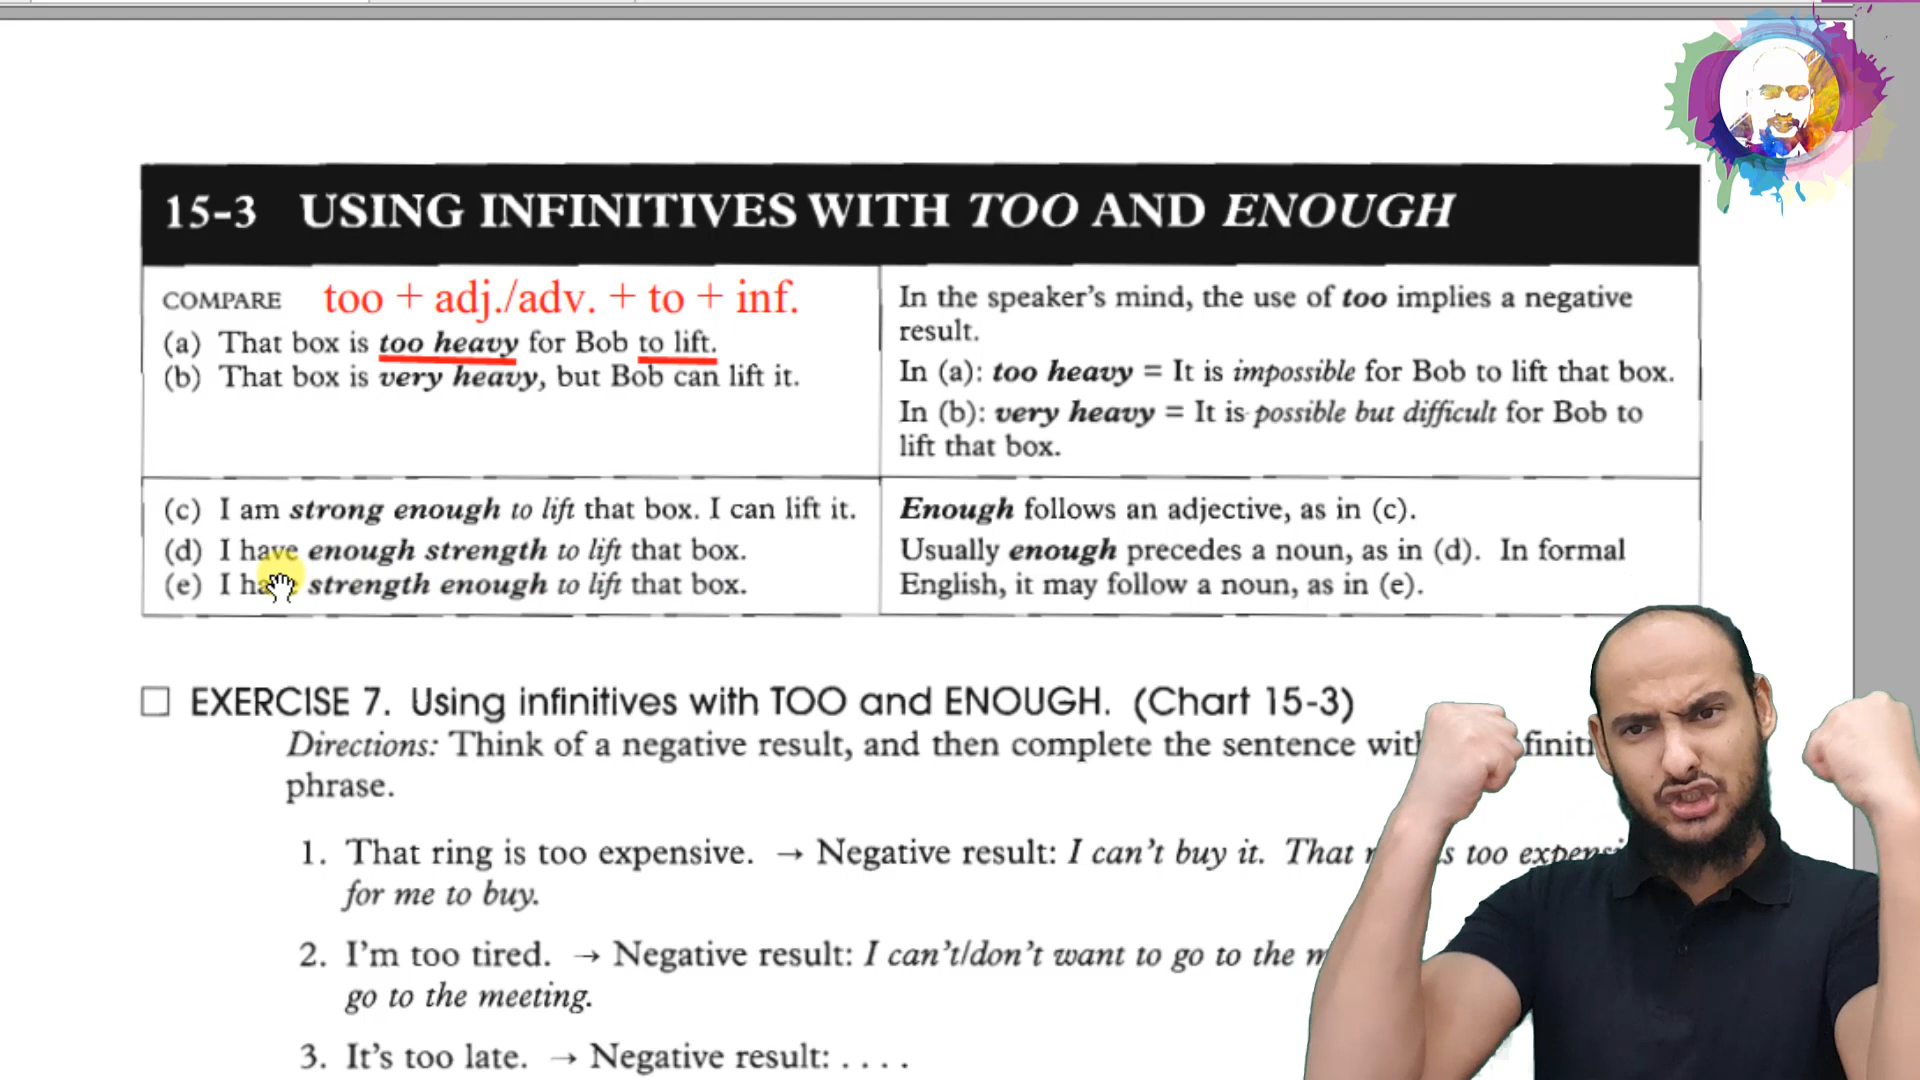 15-3 USING INFINITIVES WITH TOO AND ENOUGH
COMPARE too + adj./adv. + to + inf.
(a) That box is too heavy for Bob to lift.
(b) That box is very heavy, but Bob can lift it.
In the speaker's mind, the use of too implies a negative
result.
In (a): too heavy = It is impossible for Bob to lift that box.
In (b): very heavy = It is possible but difficult for Bob to
lift that box.
(c) I am strong enough to lift that box. I can lift it.
(d) I have enough strength to lift that box.
(e) I have strength enough to lift that box.
Enough follows an adjective, as in (c).
Usually enough precedes a noun, as in (d). In formal
English, it may follow a noun, as in (e).
EXERCISE 7. Using infinitives with TOO and ENOUGH. (Chart 15-3)
Directions: Think of a negative result, and then complete the sentence with
phrase.
1. That ring is too expensive. → Negative result: I can't buy it. That is too expensi
for me to buy.
2. I'm too tired. → Negative result: I can't/don't want to go to the
go to the meeting.
3. It's too late. → Negative result: . . . .